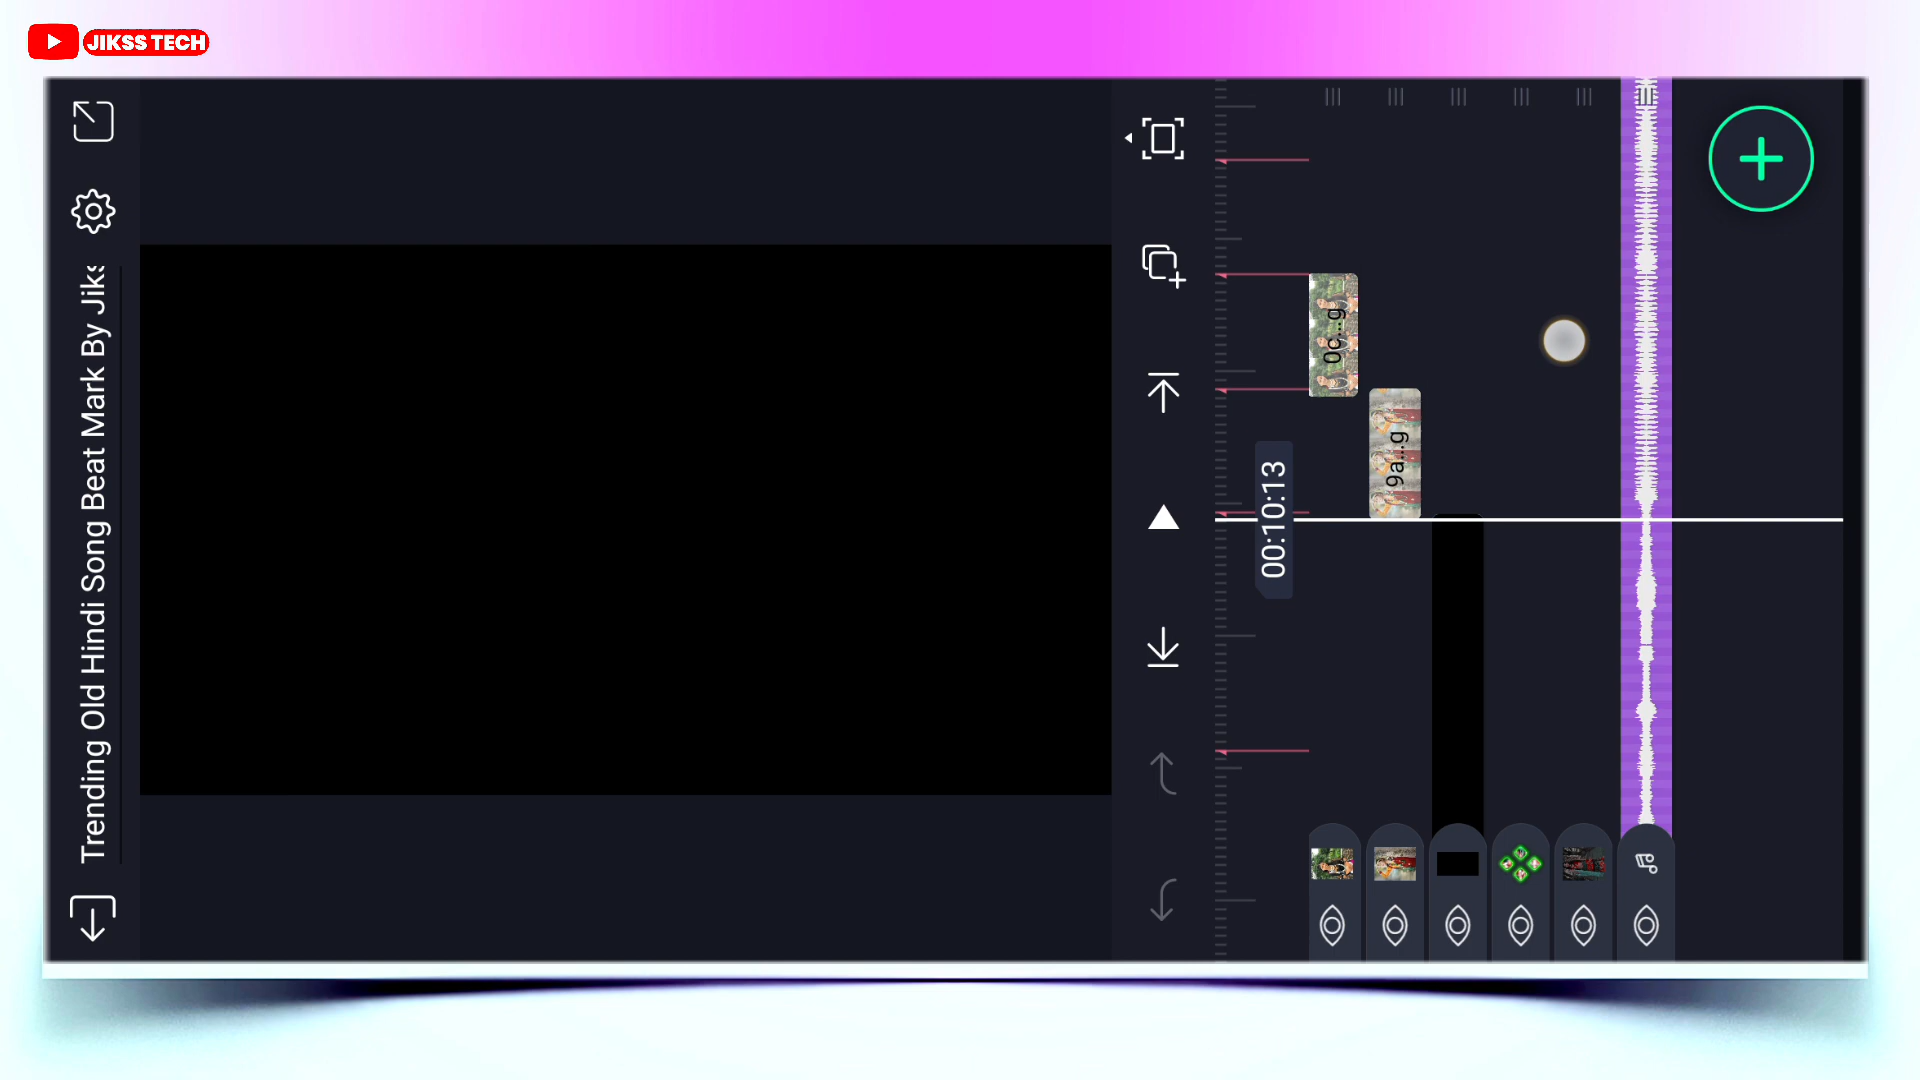 JIKSS TECH
Trending Old Hindi Song Beat Mark By Jiks
00:10:13
0c...g
9a...g